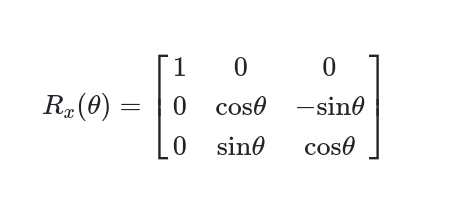 R_x(θ) = [ 1 0 0
0 cosθ −sinθ
0 sinθ cosθ ]